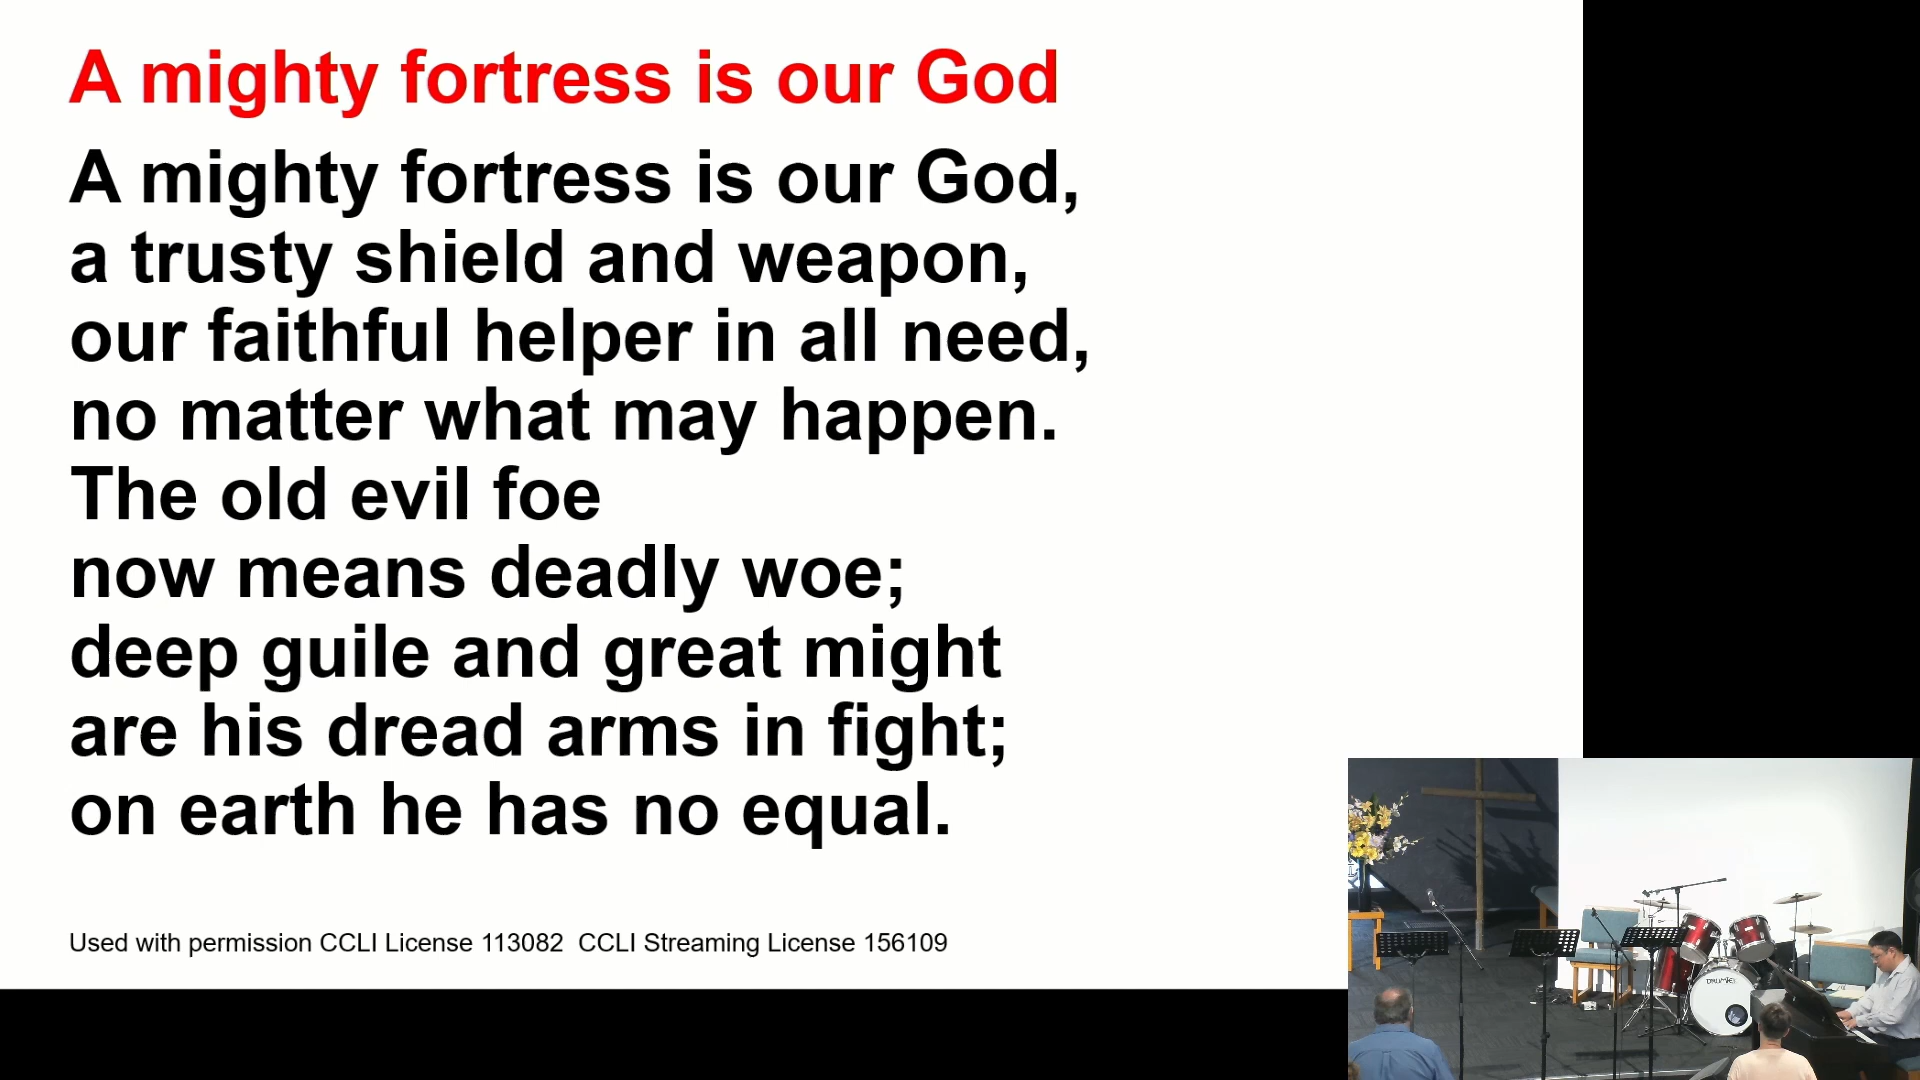 A mighty fortress is our God
A mighty fortress is our God,
a trusty shield and weapon,
our faithful helper in all need,
no matter what may happen.
The old evil foe
now means deadly woe;
deep guile and great might
are his dread arms in fight;
on earth he has no equal.
Used with permission CCLI License 113082  CCLI Streaming License 156109